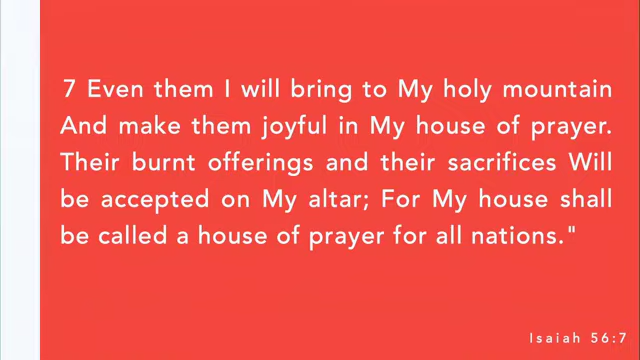 7 Even them I will bring to My holy mountain
And make them joyful in My house of prayer.
Their burnt offerings and their sacrifices Will
be accepted on My altar; For My house shall
be called a house of prayer for all nations."
Isaiah 56:7